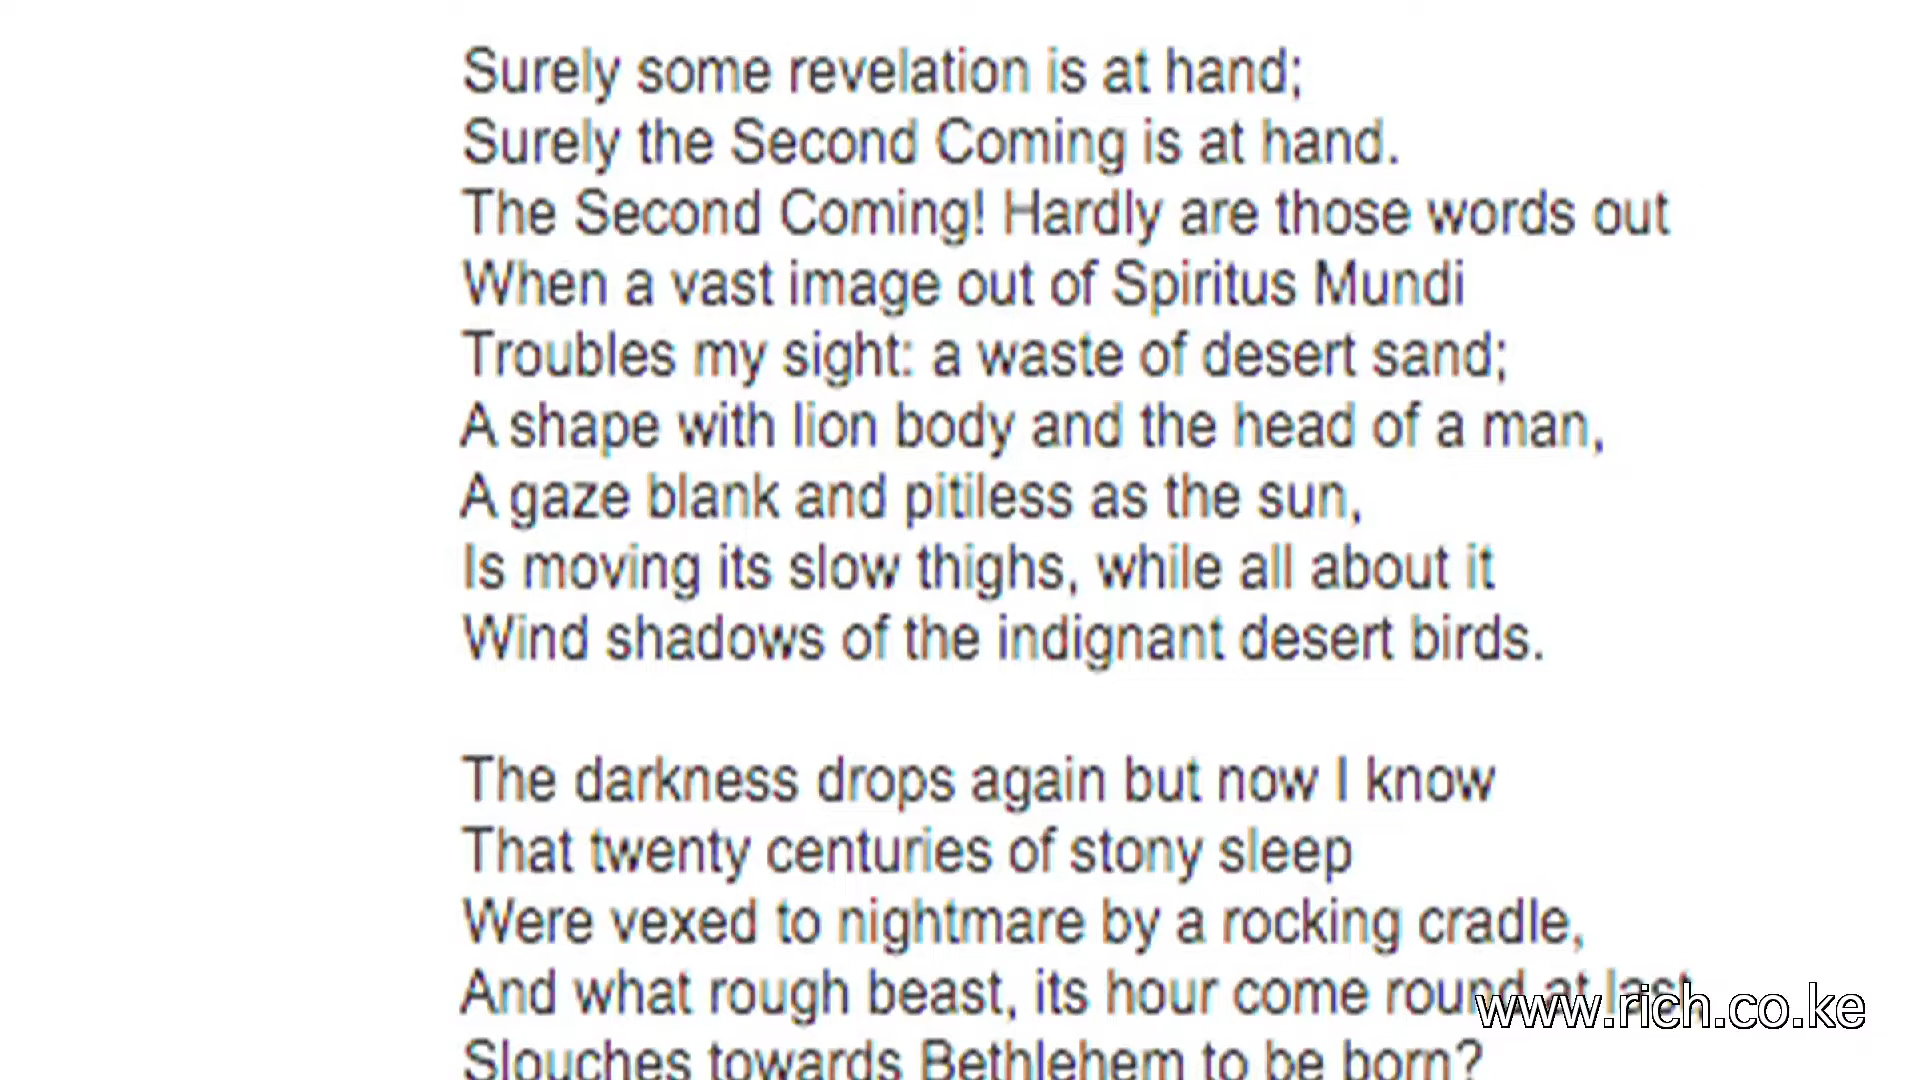 Surely some revelation is at hand;
Surely the Second Coming is at hand.
The Second Coming! Hardly are those words out
When a vast image out of Spiritus Mundi
Troubles my sight: a waste of desert sand;
A shape with lion body and the head of a man,
A gaze blank and pitiless as the sun,
Is moving its slow thighs, while all about it
Wind shadows of the indignant desert birds.

The darkness drops again but now I know
That twenty centuries of stony sleep
Were vexed to nightmare by a rocking cradle,
And what rough beast, its hour come round at last,
Slouches towards Bethlehem to be born?
www.rich.co.ke